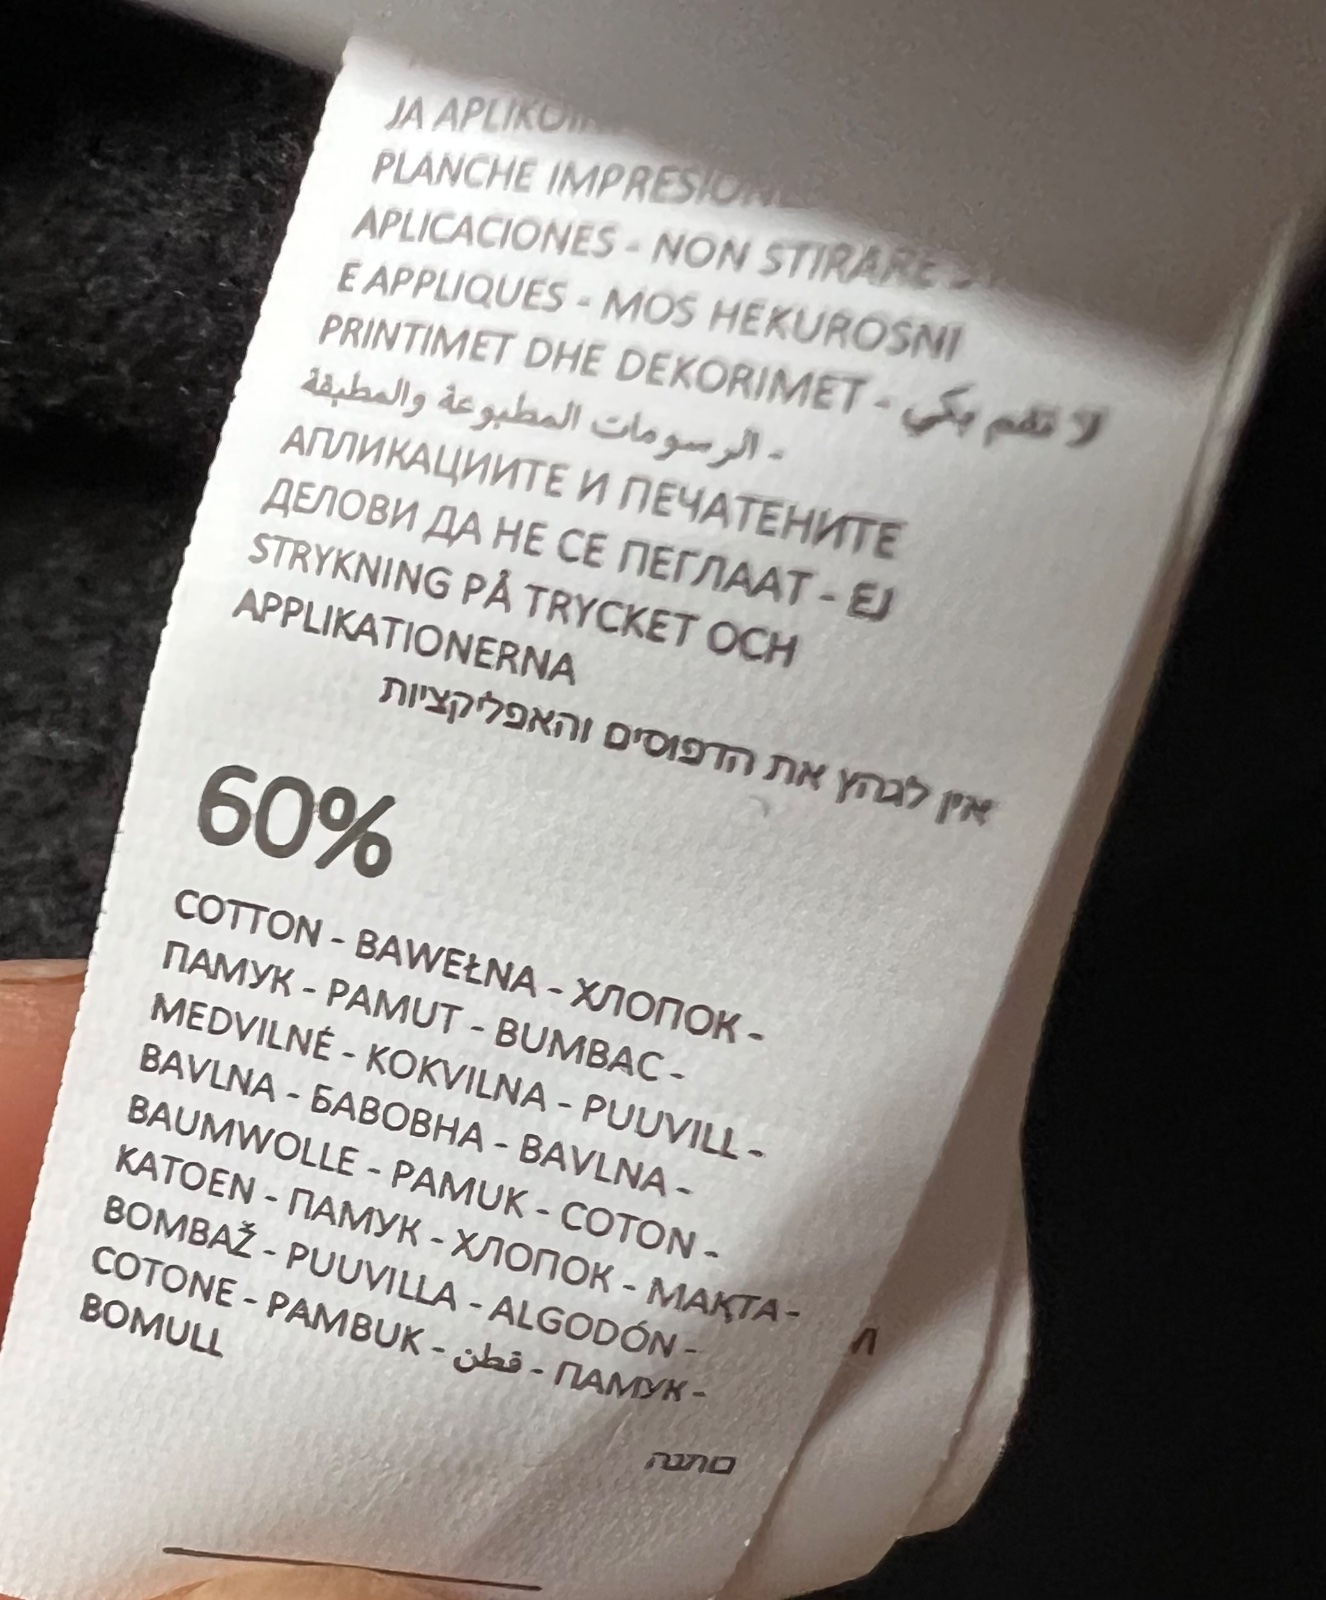 JA
PLANCHE
APLICACIONES - NON STIRARE
E APPLIQUES - MOS HEKUROSNI
PRINTIMET DHE DEKORIMET - لا تقم بكي
الرسومات المطبوعة والمطبقة -
АПЛИКАЦИИТЕ И ПЕЧАТЕНИТЕ
ДЕЛОВИ ДА НЕ СЕ ПЕГЛААТ - EJ
STRYKNING PÅ TRYCKET OCH
APPLIKATIONERNA
אין לגהץ את הדפוסים והאפליקציות
60%
COTTON - BAWEŁNA - ХЛОПОК -
ПАМУК - PAMUT - BUMBAC -
MEDVILNĖ - KOKVILNA - PUUVILL -
BAVLNA - БАВОВНА - BAVLNA -
BAUMWOLLE - PAMUK - COTON -
KATOEN - ПАМУК - ХЛОПОК - МАҚТА -
BOMBAŽ - PUUVILLA - ALGODÓN -
COTONE - PAMBUK - قطن - ПАМУК -
BOMULL
כותנה